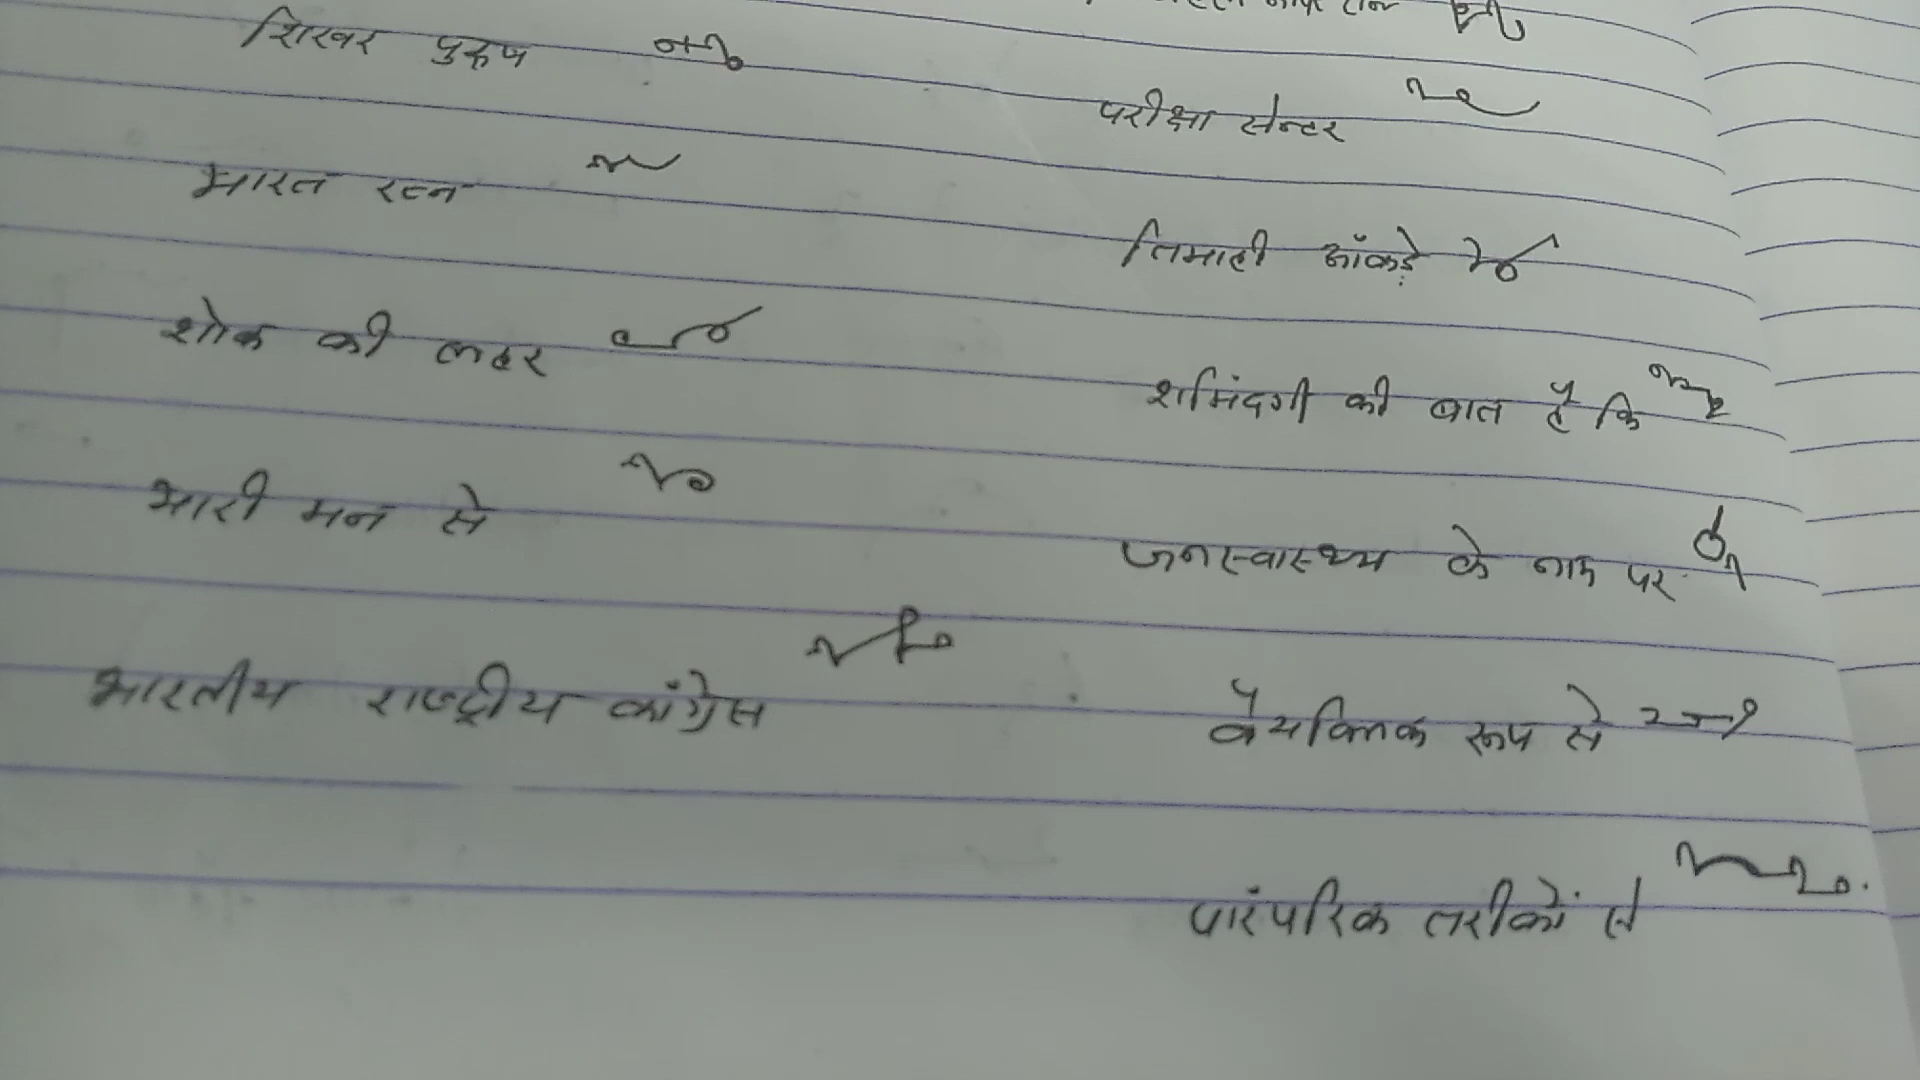 शिखर पुरुष
भारत रत्न
शोक की लहर
भारी मन से
भारतीय राष्ट्रीय कांग्रेस
परीक्षा सेन्टर
तिमाही आँकड़े
शर्मिंदगी की बात है कि
जनस्वास्थ्य के नाम पर
वैयक्तिक रूप से
पारंपरिक तरीकों से